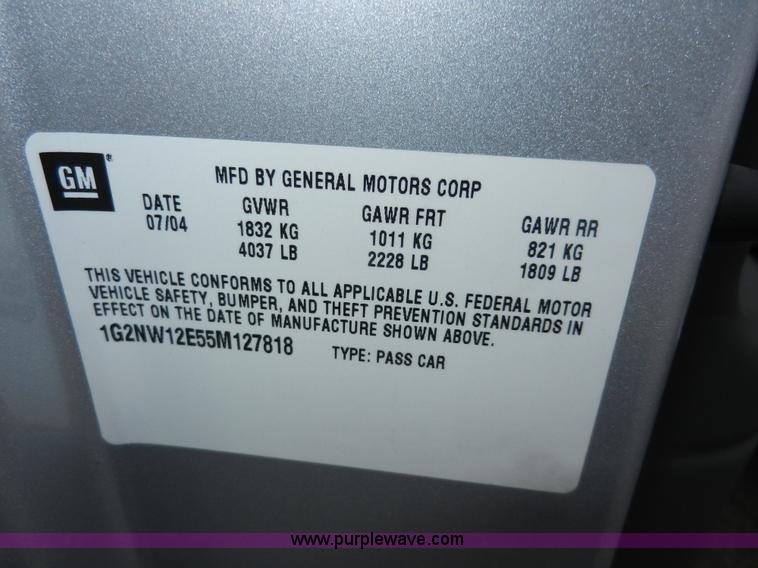 GM®
MFD BY GENERAL MOTORS CORP
DATE GVWR GAWR FRT GAWR RR
07/04 1832 KG 1011 KG 821 KG
4037 LB 2228 LB 1809 LB
THIS VEHICLE CONFORMS TO ALL APPLICABLE U.S. FEDERAL MOTOR
VEHICLE SAFETY, BUMPER, AND THEFT PREVENTION STANDARDS IN
EFFECT ON THE DATE OF MANUFACTURE SHOWN ABOVE.
1G2NW12E55M127818 TYPE: PASS CAR
www.purplewave.com